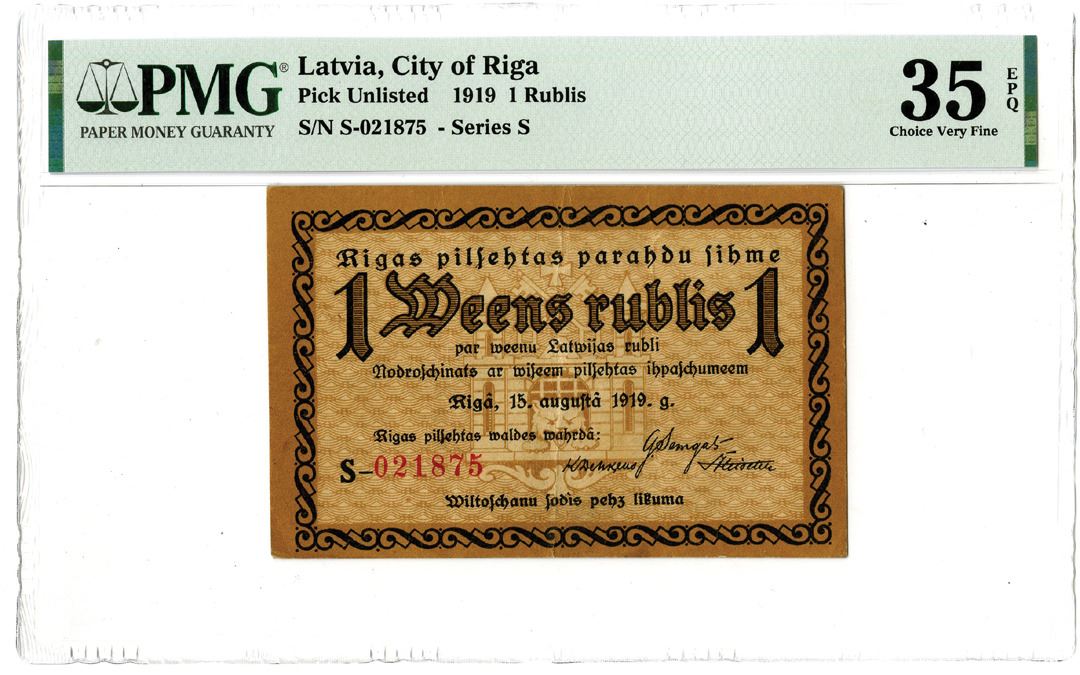 PMG®
PAPER MONEY GUARANTY
Latvia, City of Riga
Pick Unlisted 1919 1 Rublis
S/N S-021875 - Series S
35
Choice Very Fine
EPQ
Rigas pilſehtas parahdu ſihme
1 Weens rublis 1
par weenu Latwijas rubli
Nodroſchinats ar wiſeem pilſehtas ihpaſchumeem
Rigâ, 15. auguſtâ 1919. g.
Rigas pilſehtas waldes wahrdâ:
S-021875
Wiltoſchanu ſodis pehz likuma